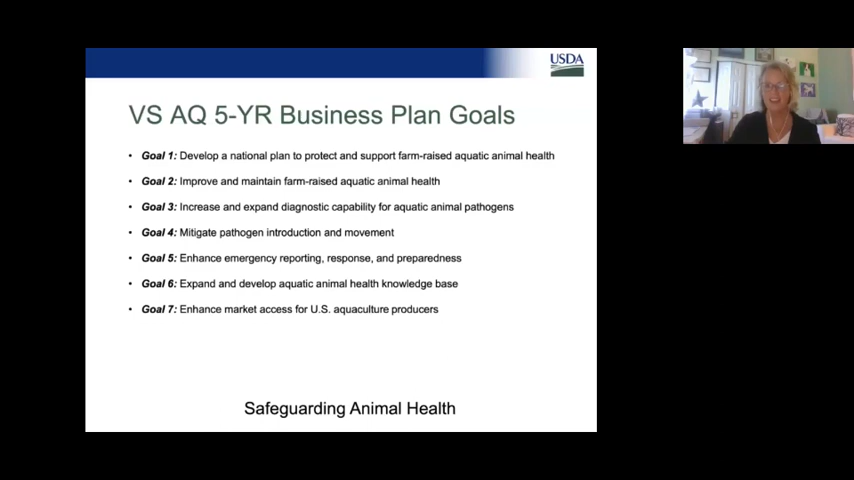 USDA
VS AQ 5-YR Business Plan Goals
• Goal 1: Develop a national plan to protect and support farm-raised aquatic animal health
• Goal 2: Improve and maintain farm-raised aquatic animal health
• Goal 3: Increase and expand diagnostic capability for aquatic animal pathogens
• Goal 4: Mitigate pathogen introduction and movement
• Goal 5: Enhance emergency reporting, response, and preparedness
• Goal 6: Expand and develop aquatic animal health knowledge base
• Goal 7: Enhance market access for U.S. aquaculture producers
Safeguarding Animal Health